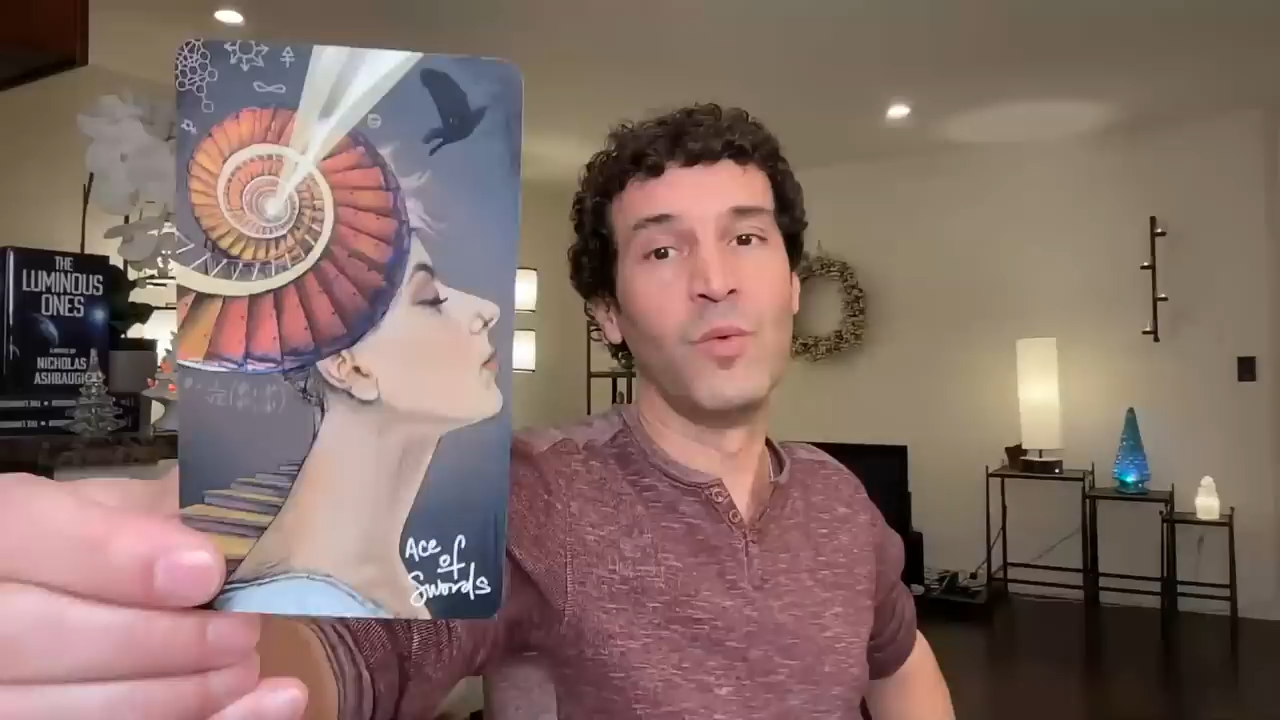 THE
LUMINOUS
ONES
NICHOLAS
ASHBAUGH
Ace
of
Swords